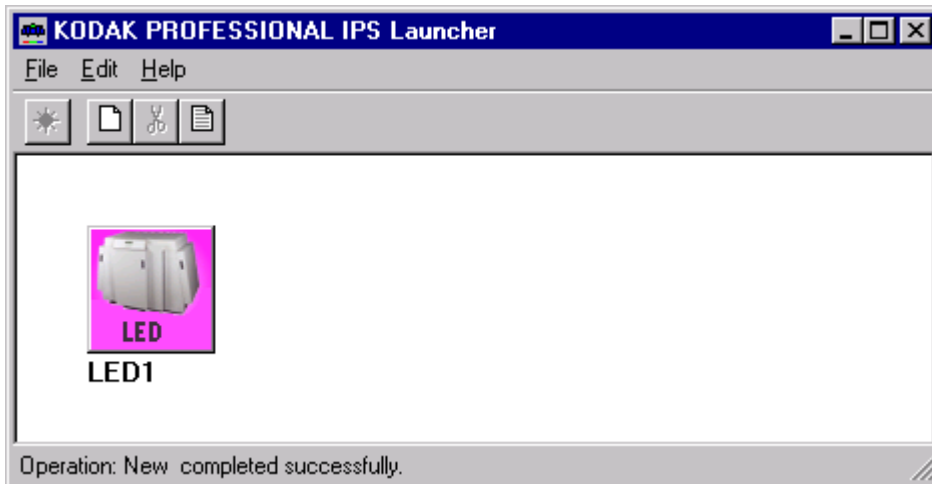 KODAK PROFESSIONAL IPS Launcher
File Edit Help
LED
LED1
Operation: New  completed successfully.